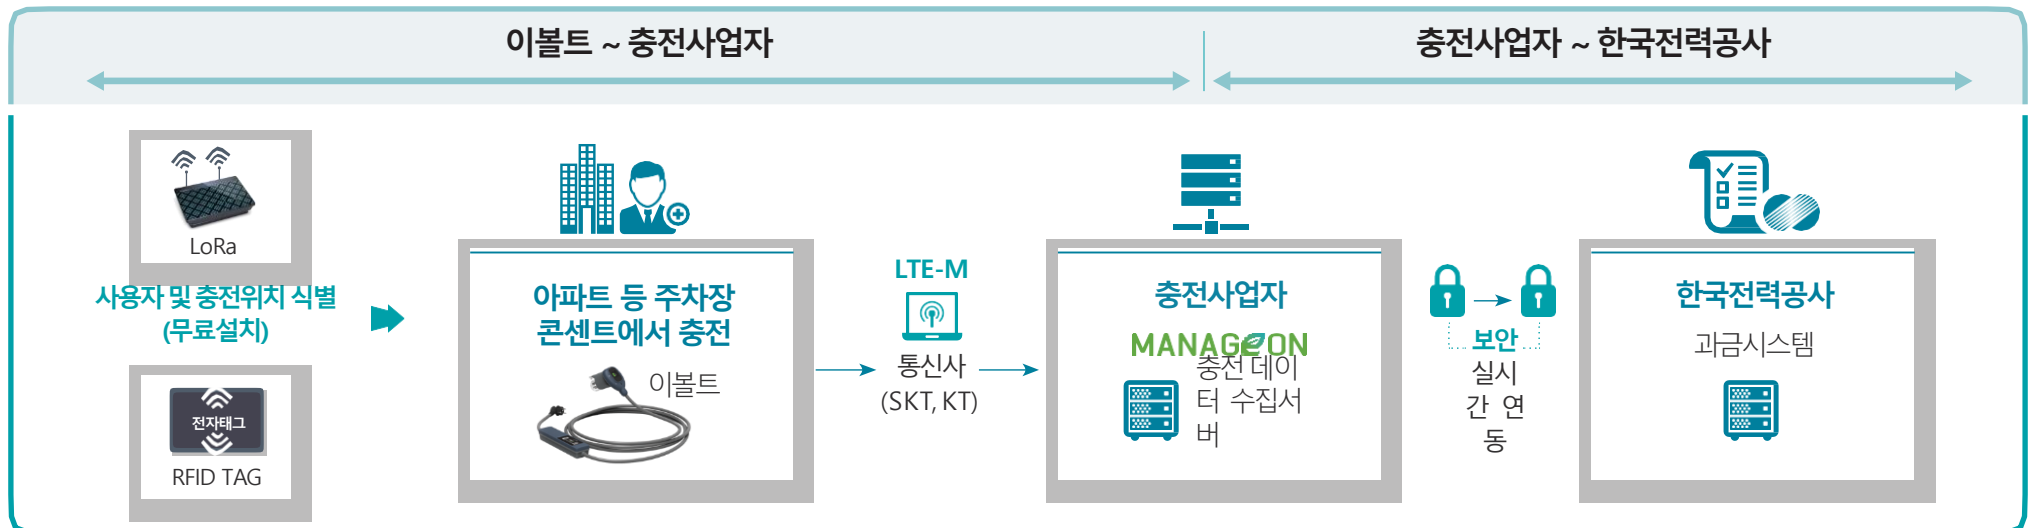 이볼트 ~ 충전사업자
충전사업자 ~ 한국전력공사
LoRa
사용자 및 충전위치 식별
(무료설치)
전자태그
RFID TAG
아파트 등 주차장
콘센트에서 충전
이볼트
LTE-M
통신사
(SKT, KT)
충전사업자
MANAGEON
충전 데이
터 수집서
버
보안
실시
간 연
동
한국전력공사
과금시스템